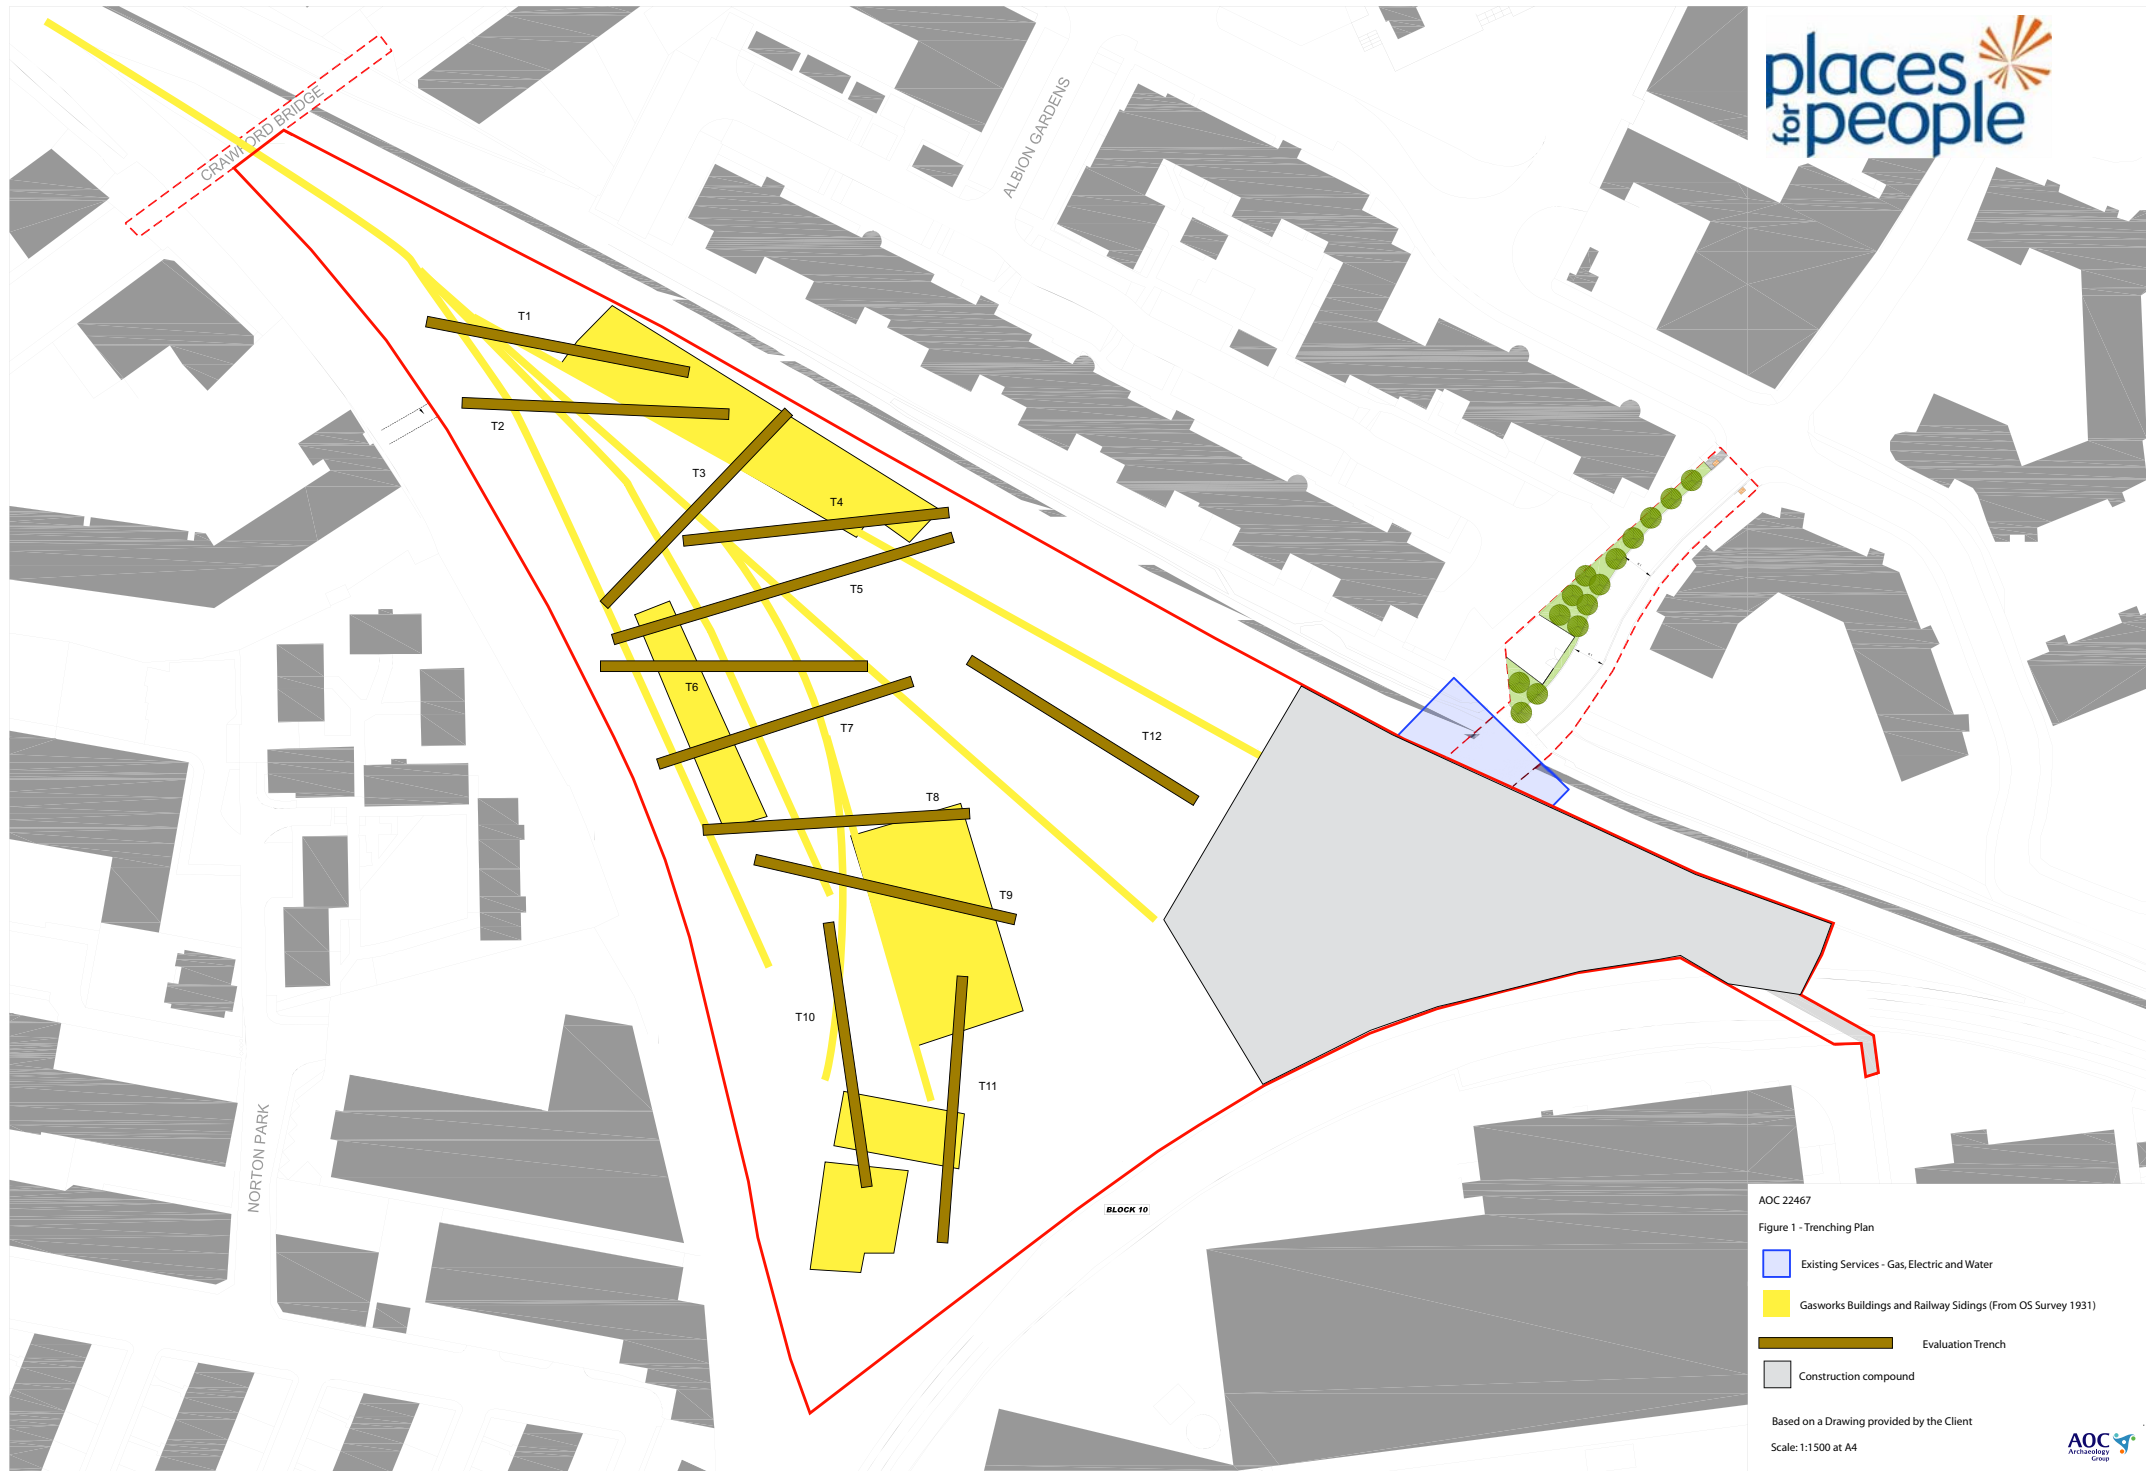 places
for people
CRAWFORD BRIDGE
ALBION GARDENS
T1
T2
T3
T4
T5
T6
T7
T12
T8
T9
T10
T11
NORTON PARK
BLOCK 10
AOC 22467
Figure 1 - Trenching Plan
Existing Services - Gas, Electric and Water
Gasworks Buildings and Railway Sidings (From OS Survey 1931)
Evaluation Trench
Construction compound
Based on a Drawing provided by the Client
Scale: 1:1500 at A4
AOC
Archaeology
Group